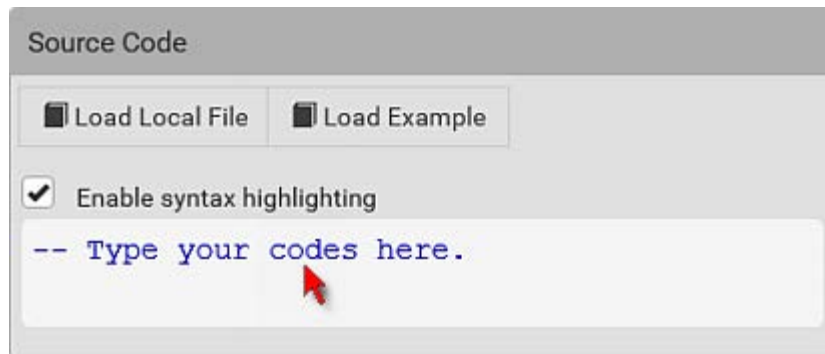 Source Code
Load Local File Load Example
Enable syntax highlighting
-- Type your codes here.